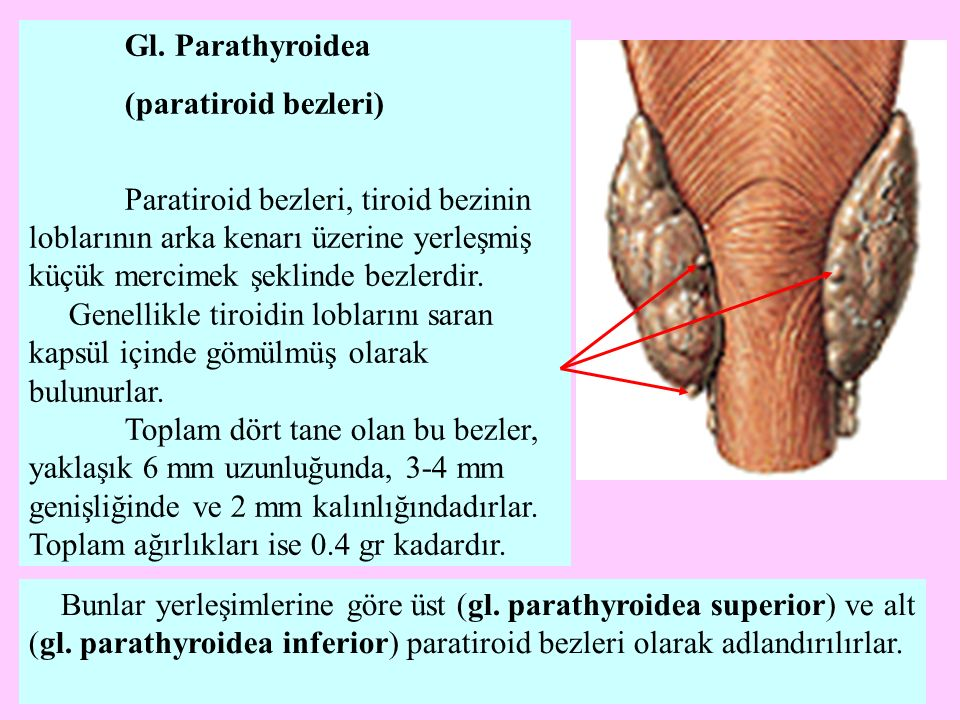 Gl. Parathyroidea
(paratiroid bezleri)
Paratiroid bezleri, tiroid bezinin
loblarının arka kenarı üzerine yerleşmiş
küçük mercimek şeklinde bezlerdir.
Genellikle tiroidin loblarını saran
kapsül içinde gömülmüş olarak
bulunurlar.
Toplam dört tane olan bu bezler,
yaklaşık 6 mm uzunluğunda, 3-4 mm
genişliğinde ve 2 mm kalınlığındadırlar.
Toplam ağırlıkları ise 0.4 gr kadardır.
Bunlar yerleşimlerine göre üst (gl. parathyroidea superior) ve alt
(gl. parathyroidea inferior) paratiroid bezleri olarak adlandırılırlar.